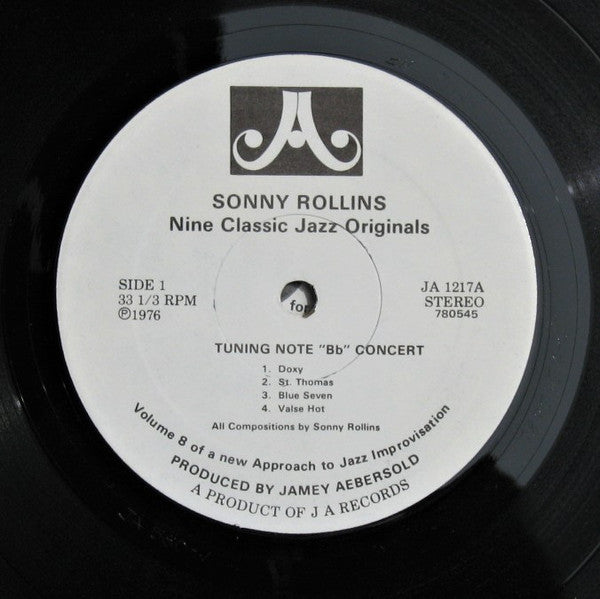 SONNY ROLLINS
Nine Classic Jazz Originals
SIDE 1
33 1/3 RPM
℗1976
JA 1217A
STEREO
780545
for
TUNING NOTE "Bb" CONCERT
1. Doxy
2. St. Thomas
3. Blue Seven
4. Valse Hot
All Compositions by Sonny Rollins
Volume 8 of a new Approach to Jazz Improvisation
PRODUCED BY JAMEY AEBERSOLD
A PRODUCT OF J A RECORDS